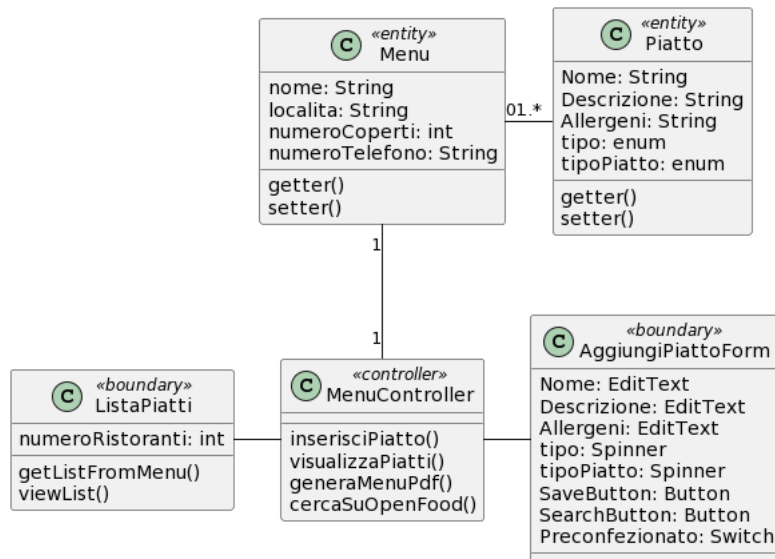 C «entity»
Menu
nome: String
localita: String
numeroCoperti: int
numeroTelefono: String
getter()
setter()
01.*
C «entity»
Piatto
Nome: String
Descrizione: String
Allergeni: String
tipo: enum
tipoPiatto: enum
getter()
setter()
1
1
C «boundary»
ListaPiatti
numeroRistoranti: int
getListFromMenu()
viewList()
C «controller»
MenuController
inserisciPiatto()
visualizzaPiatti()
generaMenuPdf()
cercaSuOpenFood()
C «boundary»
AggiungiPiattoForm
Nome: EditText
Descrizione: EditText
Allergeni: EditText
tipo: Spinner
tipoPiatto: Spinner
SaveButton: Button
SearchButton: Button
Preconfezionato: Switch